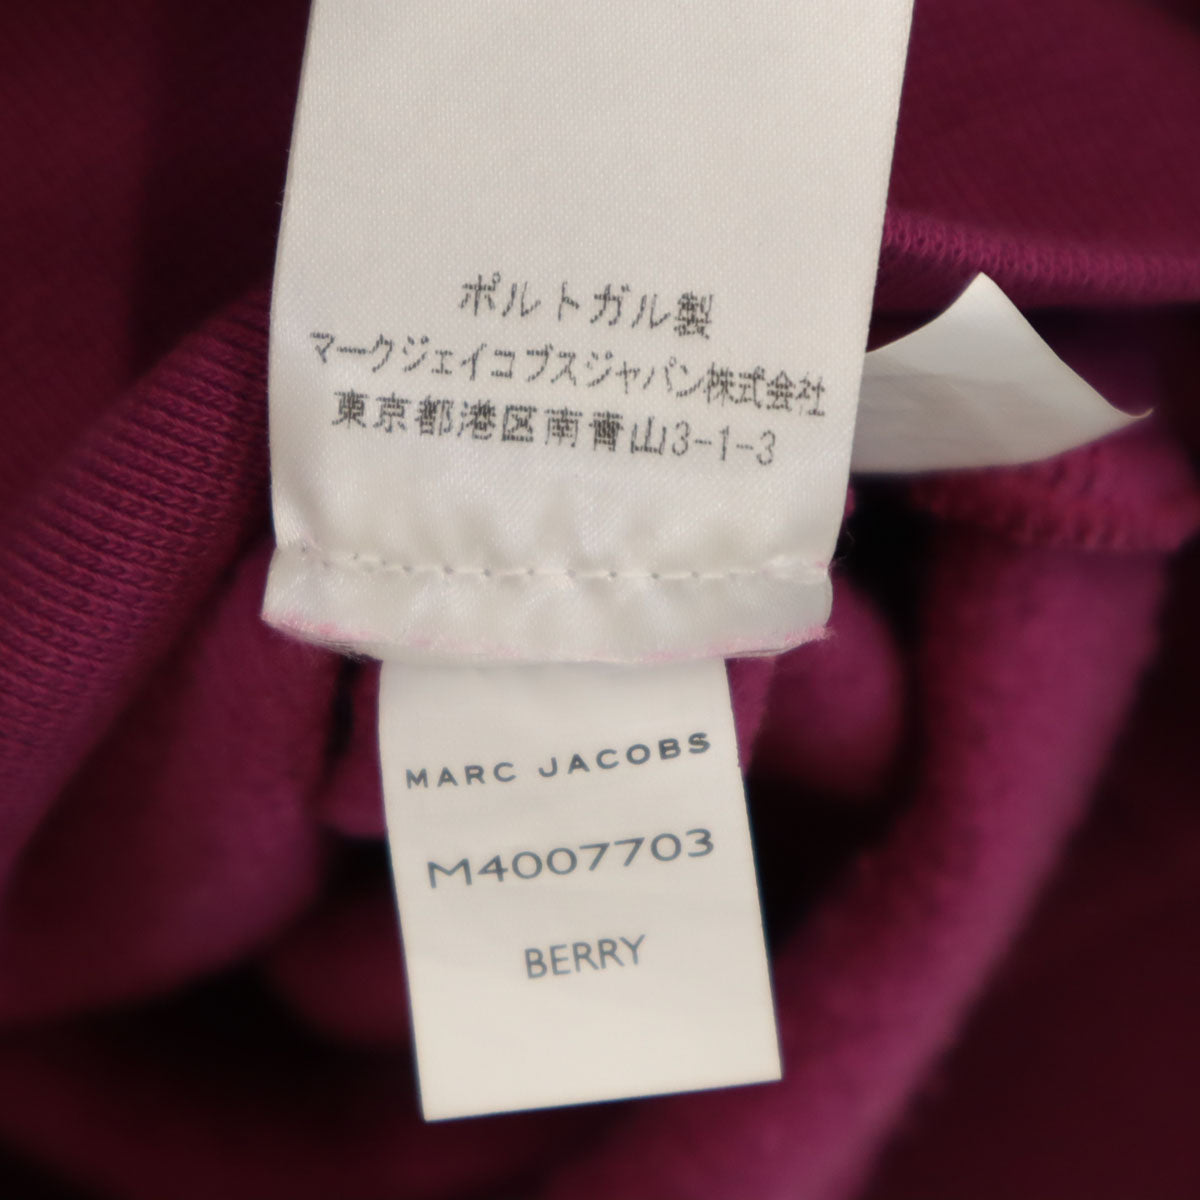 ポルトガル製
マークジェイコブスジャパン株式会社
東京都港区南青山3-1-3
MARC JACOBS
M4007703
BERRY